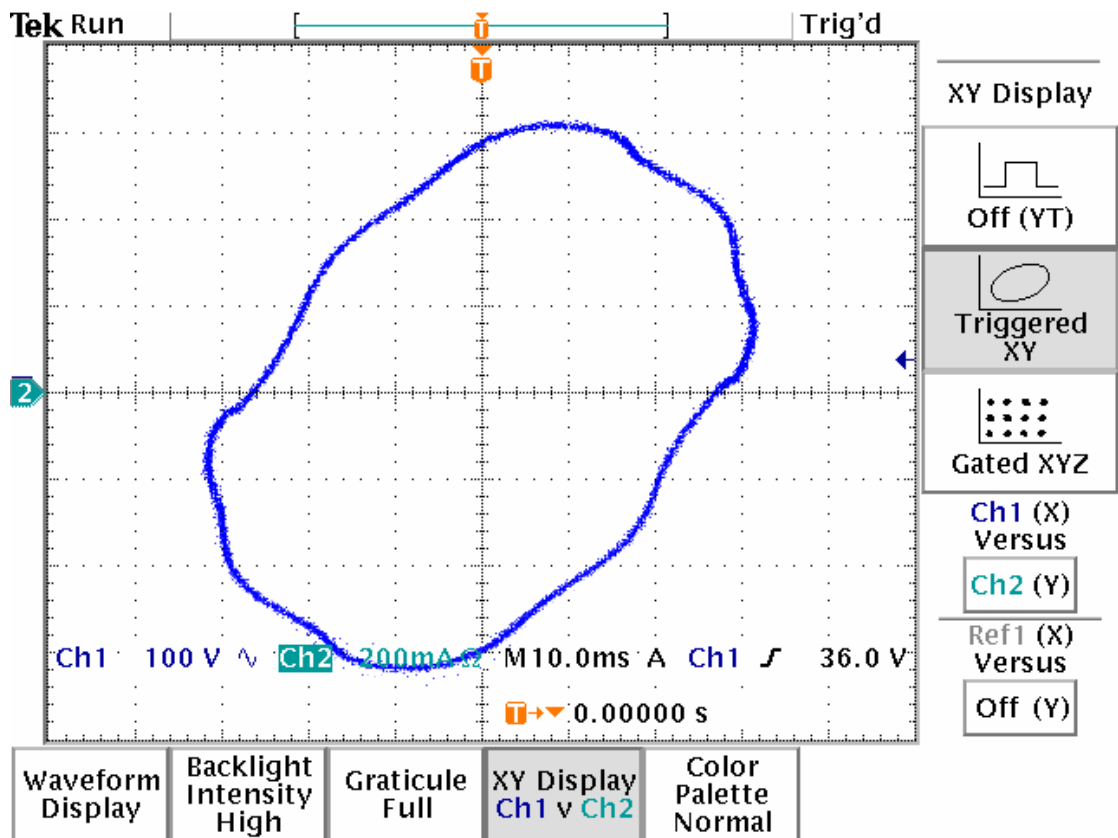 Tek Run Trig'd
T
T
XY Display
Off (YT)
Triggered
XY
2
Gated XYZ
Ch1 (X)
Versus
Ch2 (Y)
Ref1 (X)
Versus
Off (Y)
Ch1 100 V ∿ Ch2 200mA Ω M 10.0ms A Ch1 ƒ 36.0 V
T→▼ 0.00000 s
Waveform
Display
Backlight
Intensity
High
Graticule
Full
XY Display
Ch1 v Ch2
Color
Palette
Normal